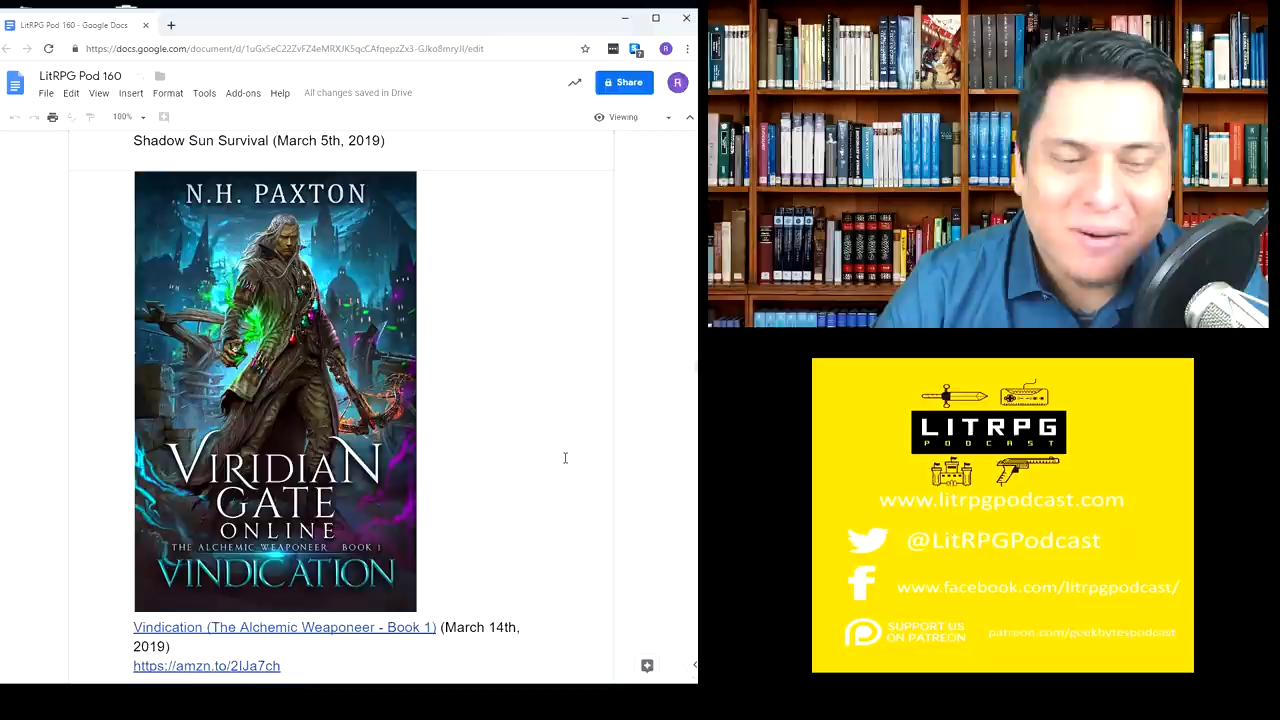 LitRPG Pod 160 - Google Docs
https://docs.google.com/document/d/1uGxSeC22ZvFZ4eMRXJK5qcCAfqepzZx3-GJko8mryJI/edit
LitRPG Pod 160
File Edit View Insert Format Tools Add-ons Help All changes saved in Drive
Share
R
100%
Viewing
Shadow Sun Survival (March 5th, 2019)
N.H. PAXTON
VIRIDIAN
GATE
ONLINE
THE ALCHEMIC WEAPONEER BOOK 1
VINDICATION
Vindication (The Alchemic Weaponeer - Book 1) (March 14th,
2019)
https://amzn.to/2IJa7ch
LITRPG
PODCAST
www.litrpgpodcast.com
@LitRPGPodcast
www.facebook.com/litrpgpodcast/
SUPPORT US
ON PATREON
patreon.com/geekbytespodcast